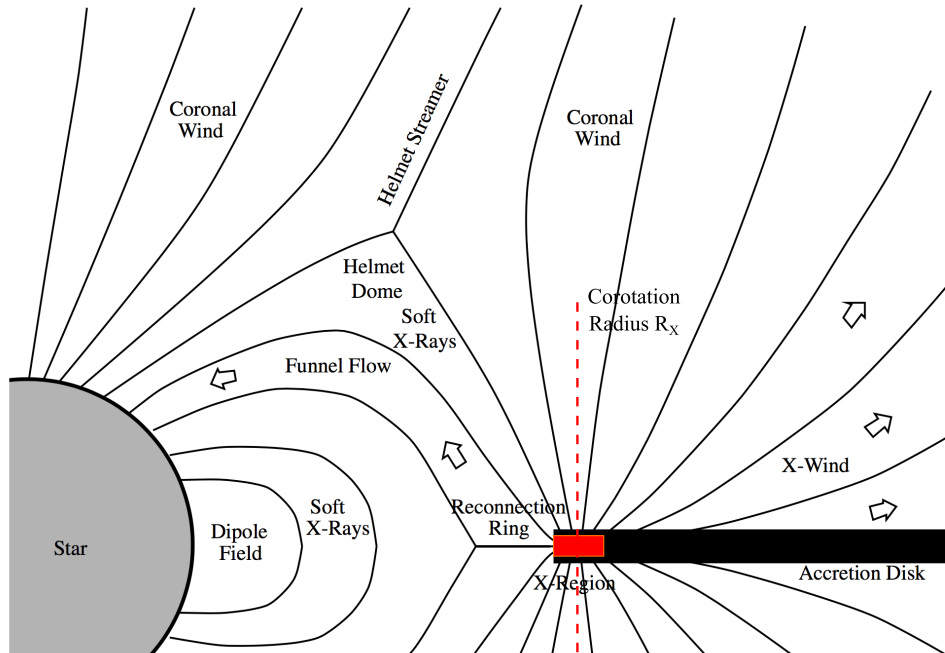 Coronal
Wind
Helmet Streamer
Coronal
Wind
Helmet
Dome
Soft
X-Rays
Corotation
Radius RX
Funnel Flow
X-Wind
Reconnection
Ring
Soft
X-Rays
Dipole
Field
Star
X-Region
Accretion Disk